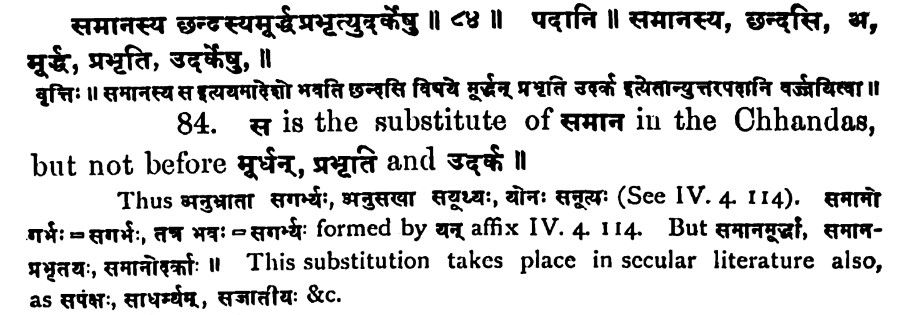 समानस्य छन्दस्यमूर्द्धप्रभृत्युदर्केषु ॥ ८४ ॥ पदानि ॥ समानस्य, छन्दसि, अ,
मूर्द्ध, प्रभृति, उदर्केषु, ॥
वृत्तिः ॥ समानस्य स इत्ययमादेशो भवति छन्दसि विषये मूर्द्धन् प्रभृति उदर्क इत्येतान्युत्तरपदानि वर्ज्जयित्वा ॥
84. स is the substitute of समान in the Chhandas,
but not before मूर्धन्, प्रभृति and उदर्क ॥
Thus अनुभ्राता सगर्भ्यः, अनुसखा सयूथ्यः, योनः सनूत्यः (See IV. 4. 114). समामो
गर्भः = सगर्भः, तत्र भवः = सगर्भ्यः formed by यन् affix IV. 4. 114. But समानमूर्द्धा, समान-
प्रभृतयः, समानोदर्काः ॥ This substitution takes place in secular literature also,
as सपंक्षः, साधर्म्यम्, सजातीयः &c.